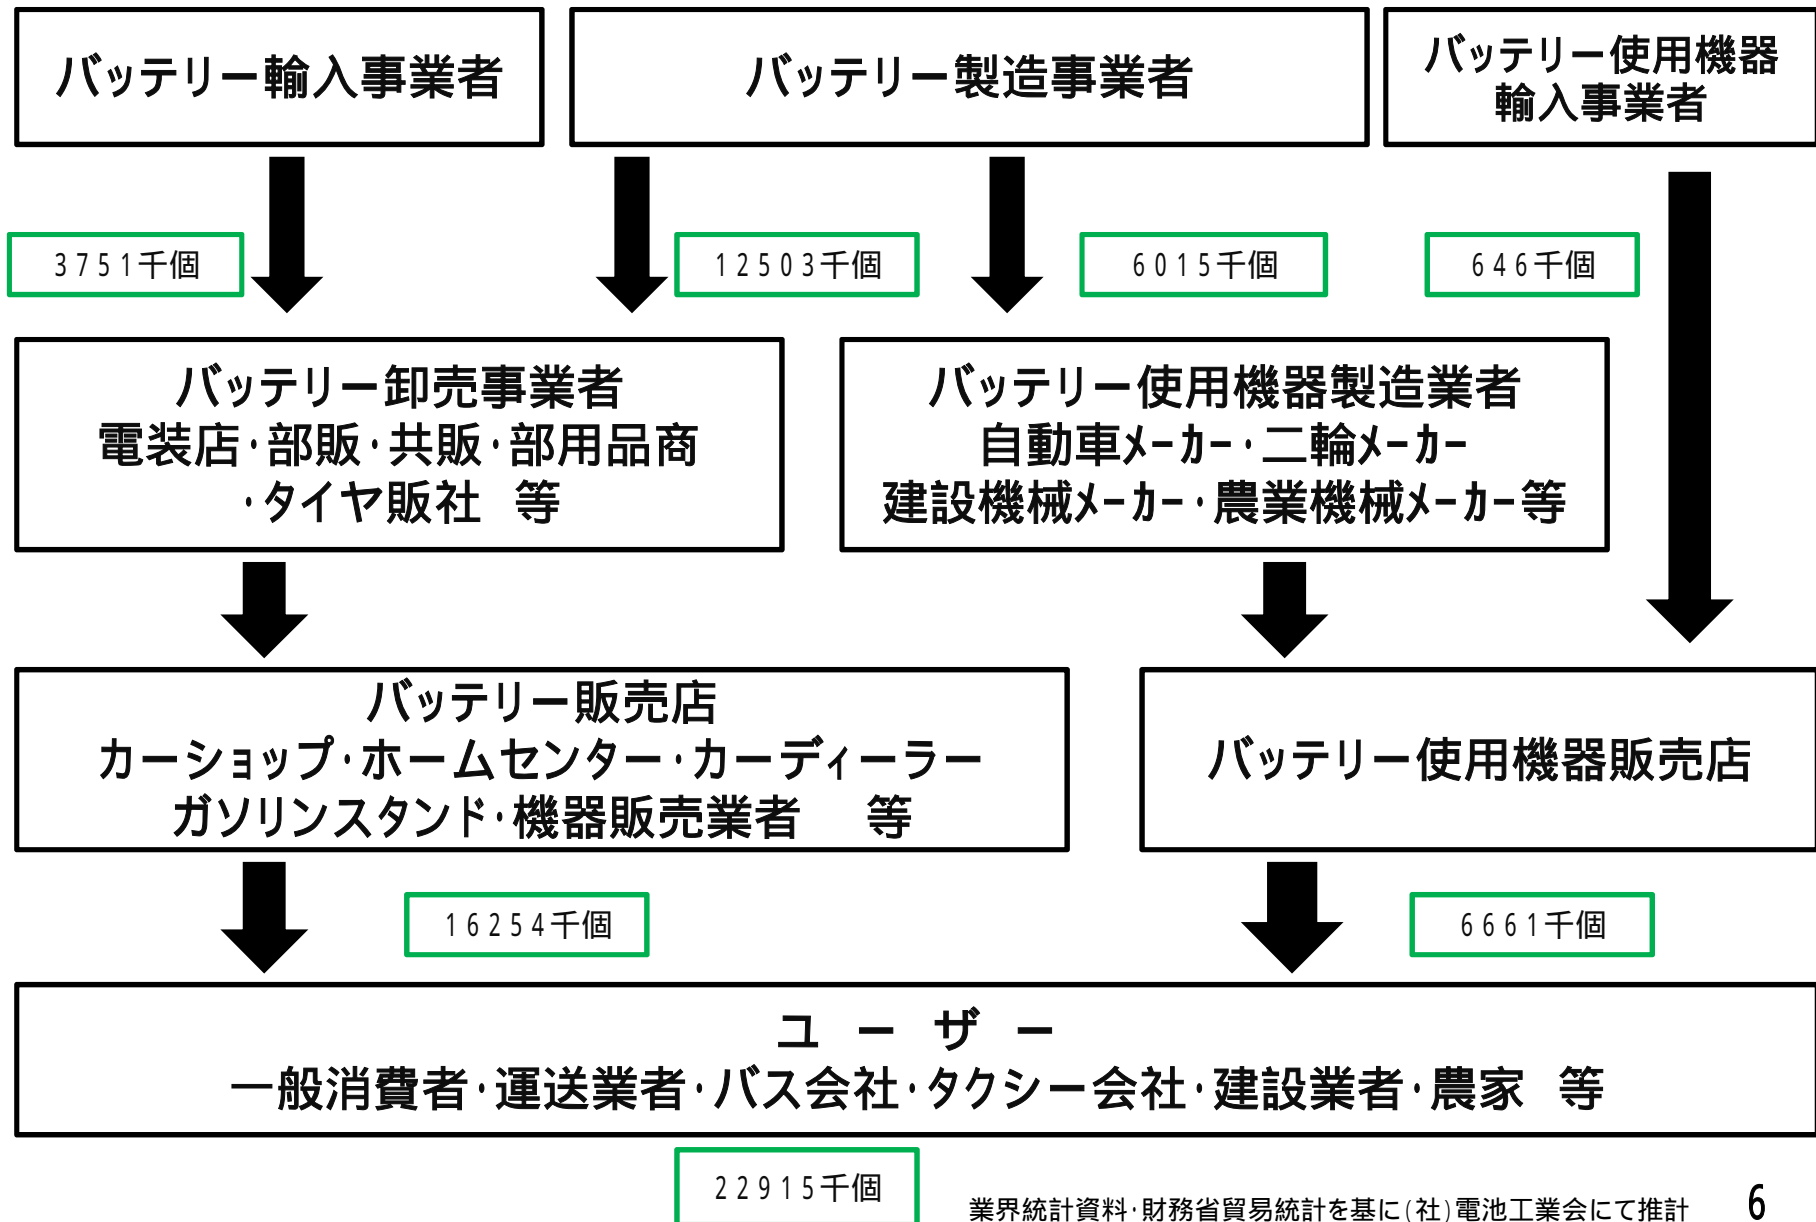 バッテリー輸入事業者
バッテリー製造事業者
バッテリー使用機器
輸入事業者
3751千個
12503千個
6015千個
646千個
バッテリー卸売事業者
電装店・部販・共販・部用品商
・タイヤ販社 等
バッテリー使用機器製造業者
自動車メーカー・二輪メーカー
建設機械メーカー・農業機械メーカー等
バッテリー販売店
カーショップ・ホームセンター・カーディーラー
ガソリンスタンド・機器販売業者 等
バッテリー使用機器販売店
16254千個
6661千個
ユーザー
一般消費者・運送業者・バス会社・タクシー会社・建設業者・農家 等
22915千個
業界統計資料・財務省貿易統計を基に(社)電池工業会にて推計
6